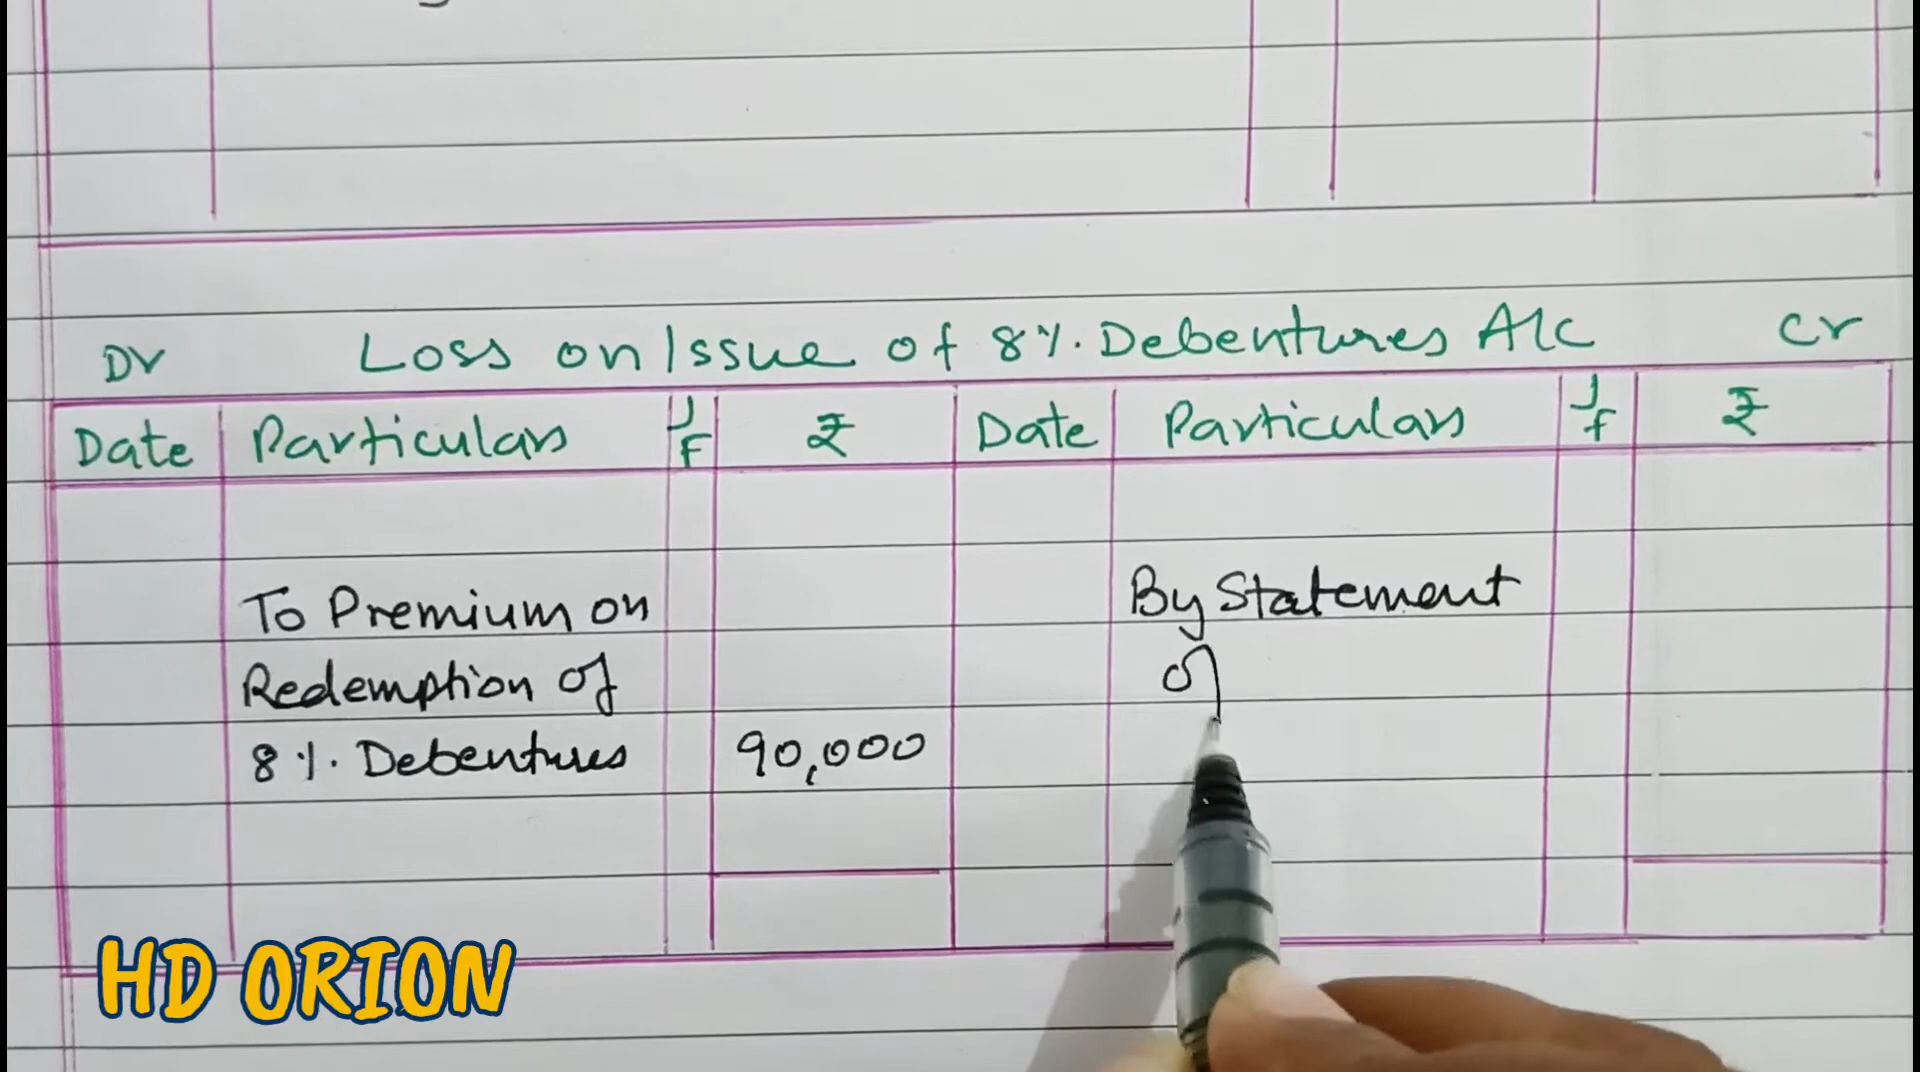 Dr Loss on Issue of 8%. Debentures A/c Cr
Date Particulars J F ₹ Date Particulars J F ₹
To Premium on By Statement
Redemption of of
8%. Debentures 90,000
HD ORION